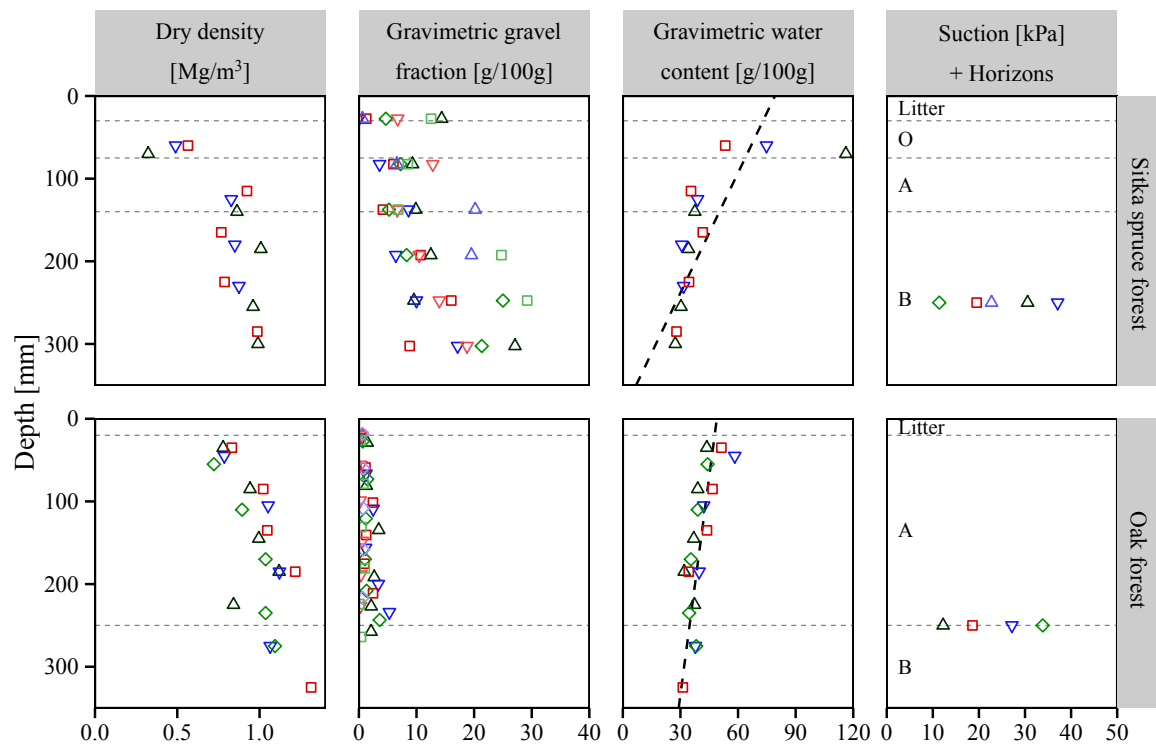 Dry density
[Mg/m³]
Gravimetric gravel
fraction [g/100g]
Gravimetric water
content [g/100g]
Suction [kPa]
+ Horizons
0
100
200
300
Litter
O
A
B
Sitka spruce forest
Depth [mm]
0
100
200
300
Litter
A
B
Oak forest
0.0 0.5 1.0
0 10 20 30 40
0 30 60 90 120
0 10 20 30 40 50